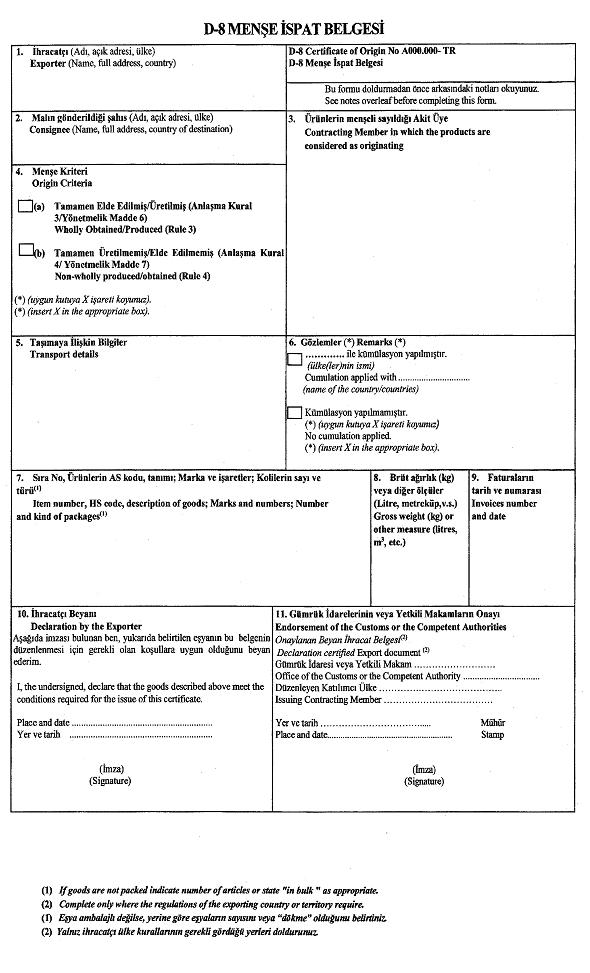 D-8 MENŞE İSPAT BELGESİ
1. İhracatçı (Adı, açık adresi, ülke)
Exporter (Name, full address, country)
D-8 Certificate of Origin No A000.000- TR
D-8 Menşe İspat Belgesi
Bu formu doldurmadan önce arkasındaki notları okuyunuz.
See notes overleaf before completing this form.
2. Malın gönderildiği şahıs (Adı, açık adresi, ülke)
Consignee (Name, full address, country of destination)
3. Ürünlerin menşeli sayıldığı Akit Üye
Contracting Member in which the products are
considered as originating
4. Menşe Kriteri
Origin Criteria
(a) Tamamen Elde Edilmiş/Üretilmiş (Anlaşma Kural
3/Yönetmelik Madde 6)
Wholly Obtained/Produced (Rule 3)
(b) Tamamen Üretilmemiş/Elde Edilmemiş (Anlaşma Kural
4/ Yönetmelik Madde 7)
Non-wholly produced/obtained (Rule 4)
(*) (uygun kutuya X işareti koyunuz).
(*) (insert X in the appropriate box).
5. Taşımaya İlişkin Bilgiler
Transport details
6. Gözlemler (*) Remarks (*)
............. ile kümülasyon yapılmıştır.
(ülke(ler)nin ismi)
Cumulation applied with ..............................
(name of the country/countries)
Kümülasyon yapılmamıştır.
(*) (uygun kutuya X işareti koyunuz)
No cumulation applied.
(*) (insert X in the appropriate box).
7. Sıra No, Ürünlerin AS kodu, tanımı; Marka ve işaretler; Kolilerin sayı ve
türü(1)
Item number, HS code, description of goods; Marks and numbers; Number
and kind of packages(1)
8. Brüt ağırlık (kg)
veya diğer ölçüler
(Litre, metreküp,v.s.)
Gross weight (kg) or
other measure (litres,
m³, etc.)
9. Faturaların
tarih ve numarası
Invoices number
and date
10. İhracatçı Beyanı
Declaration by the Exporter
Aşağıda imzası bulunan ben, yukarıda belirtilen eşyanın bu belgenin
düzenlenmesi için gerekli olan koşullara uygun olduğunu beyan
ederim.
I, the undersigned, declare that the goods described above meet the
conditions required for the issue of this certificate.
Place and date ............................................................
Yer ve tarih ............................................................
(İmza)
(Signature)
11. Gümrük İdarelerinin veya Yetkili Makamların Onayı
Endorsement of the Customs or the Competent Authorities
Onaylanan Beyan İhracat Belgesi(2)
Declaration certified Export document (2)
Gümrük İdaresi veya Yetkili Makam ………………………
Office of the Customs or the Competent Authority .................................
Düzenleyen Katılımcı Ülke ……………………………………
Issuing Contracting Member ………………………………
Yer ve tarih ………………………………..... Mühür
Place and date..................................................... Stamp
(İmza)
(Signature)
(1) If goods are not packed indicate number of articles or state "in bulk " as appropriate.
(2) Complete only where the regulations of the exporting country or territory require.
(1) Eşya ambalajlı değilse, yerine göre eşyaların sayısını veya "dökme" olduğunu belirtiniz.
(2) Yalnız ihracatçı ülke kurallarının gerekli gördüğü yerleri doldurunuz.